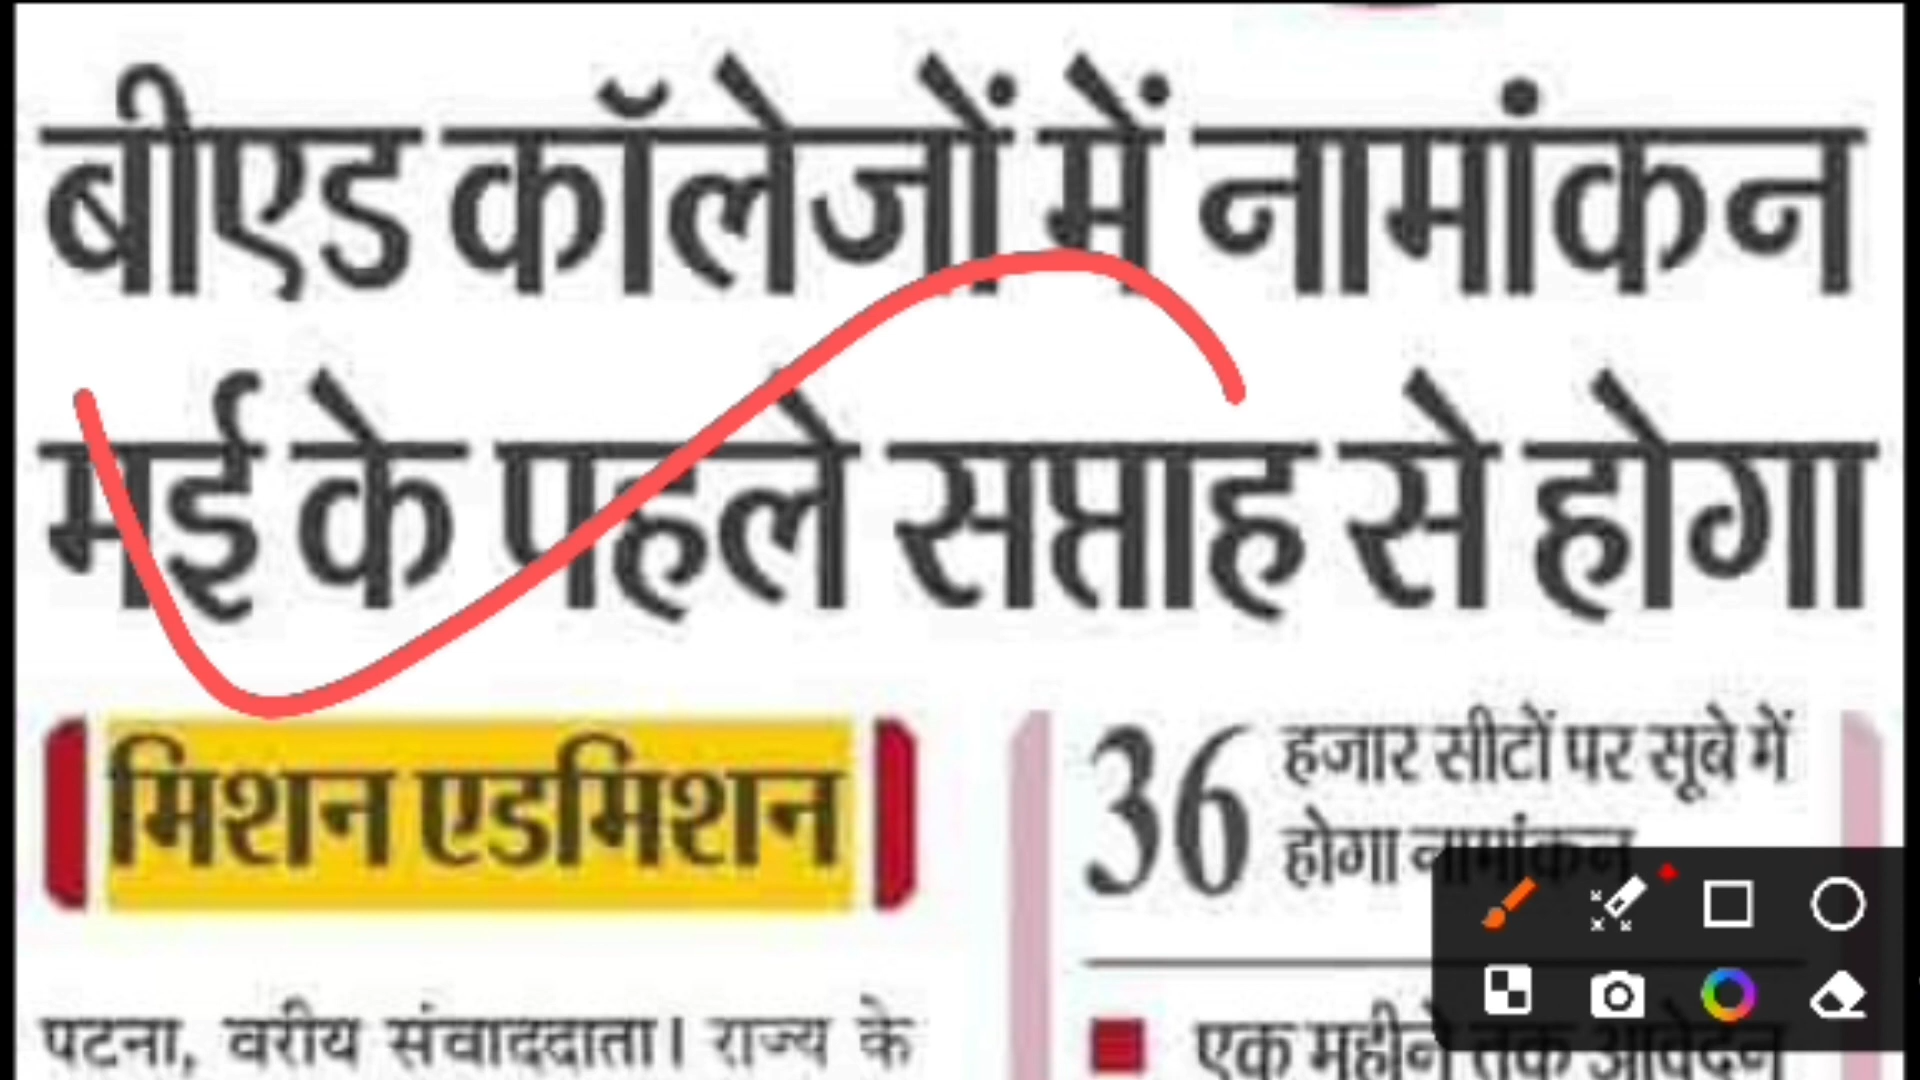 बीएड कॉलेजों में नामांकन
मई के पहले सप्ताह से होगा
मिशन एडमिशन
36 हजार सीटों पर सूबे में
होगा नामांकन
पटना, वरीय संवाददाता। राज्य के
एक महीने तक आवेदन